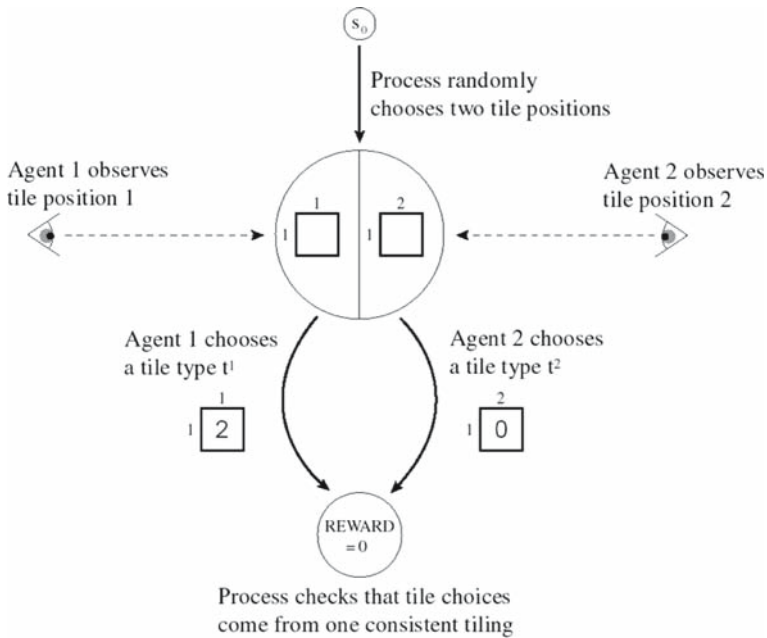 s₀
Process randomly
chooses two tile positions
Agent 1 observes
tile position 1
Agent 2 observes
tile position 2
1
2
1
1
Agent 1 chooses
a tile type t¹
Agent 2 chooses
a tile type t²
1
1 2
2
1 0
REWARD
= 0
Process checks that tile choices
come from one consistent tiling